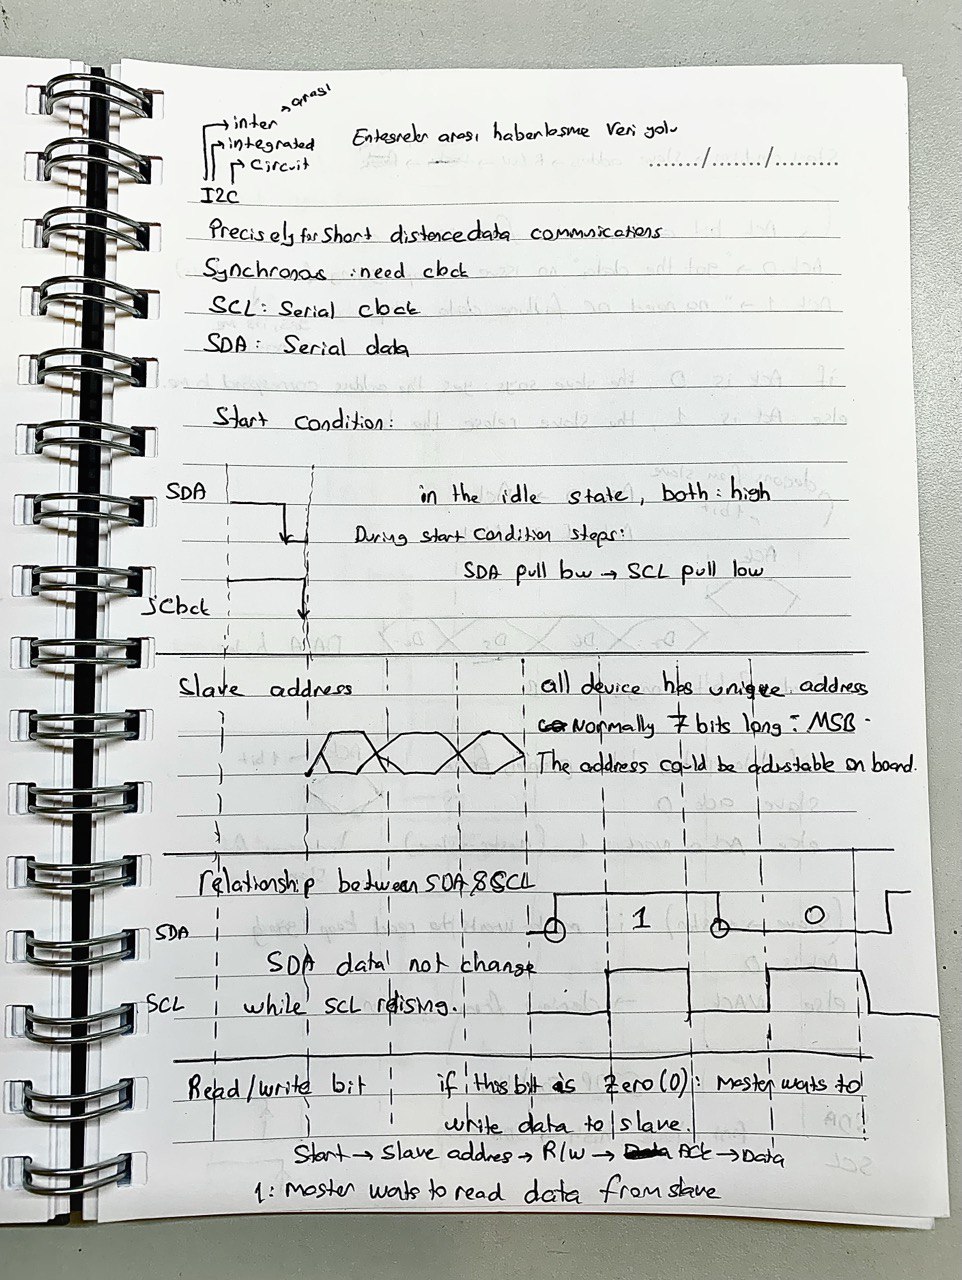 inter → arası
integrated
Circuit
I2C
Entegreler arası haberlesme veri yolu
......./......./........
Precisely for short distence data commnications
Synchronas : need clock
SCL: Serial clock
SDA: Serial data
Start condition:
SDA
in the idle state, both : high
During start condition steps:
SDA pull low → SCL pull low
SClock
Slave address
all device has unique address
Normally 7 bits long : MSB.
The address could be adjustable on board.
relationship between SDA & SCL
1
0
SDA
SDA data not change
SCL
while SCL rdisng.
Read/write bit
if this bit is zero(0) : Master wants to
write data to slave.
Start → Slave addres → R/W → Data Ack → Data
1: Master wants to read data from slave